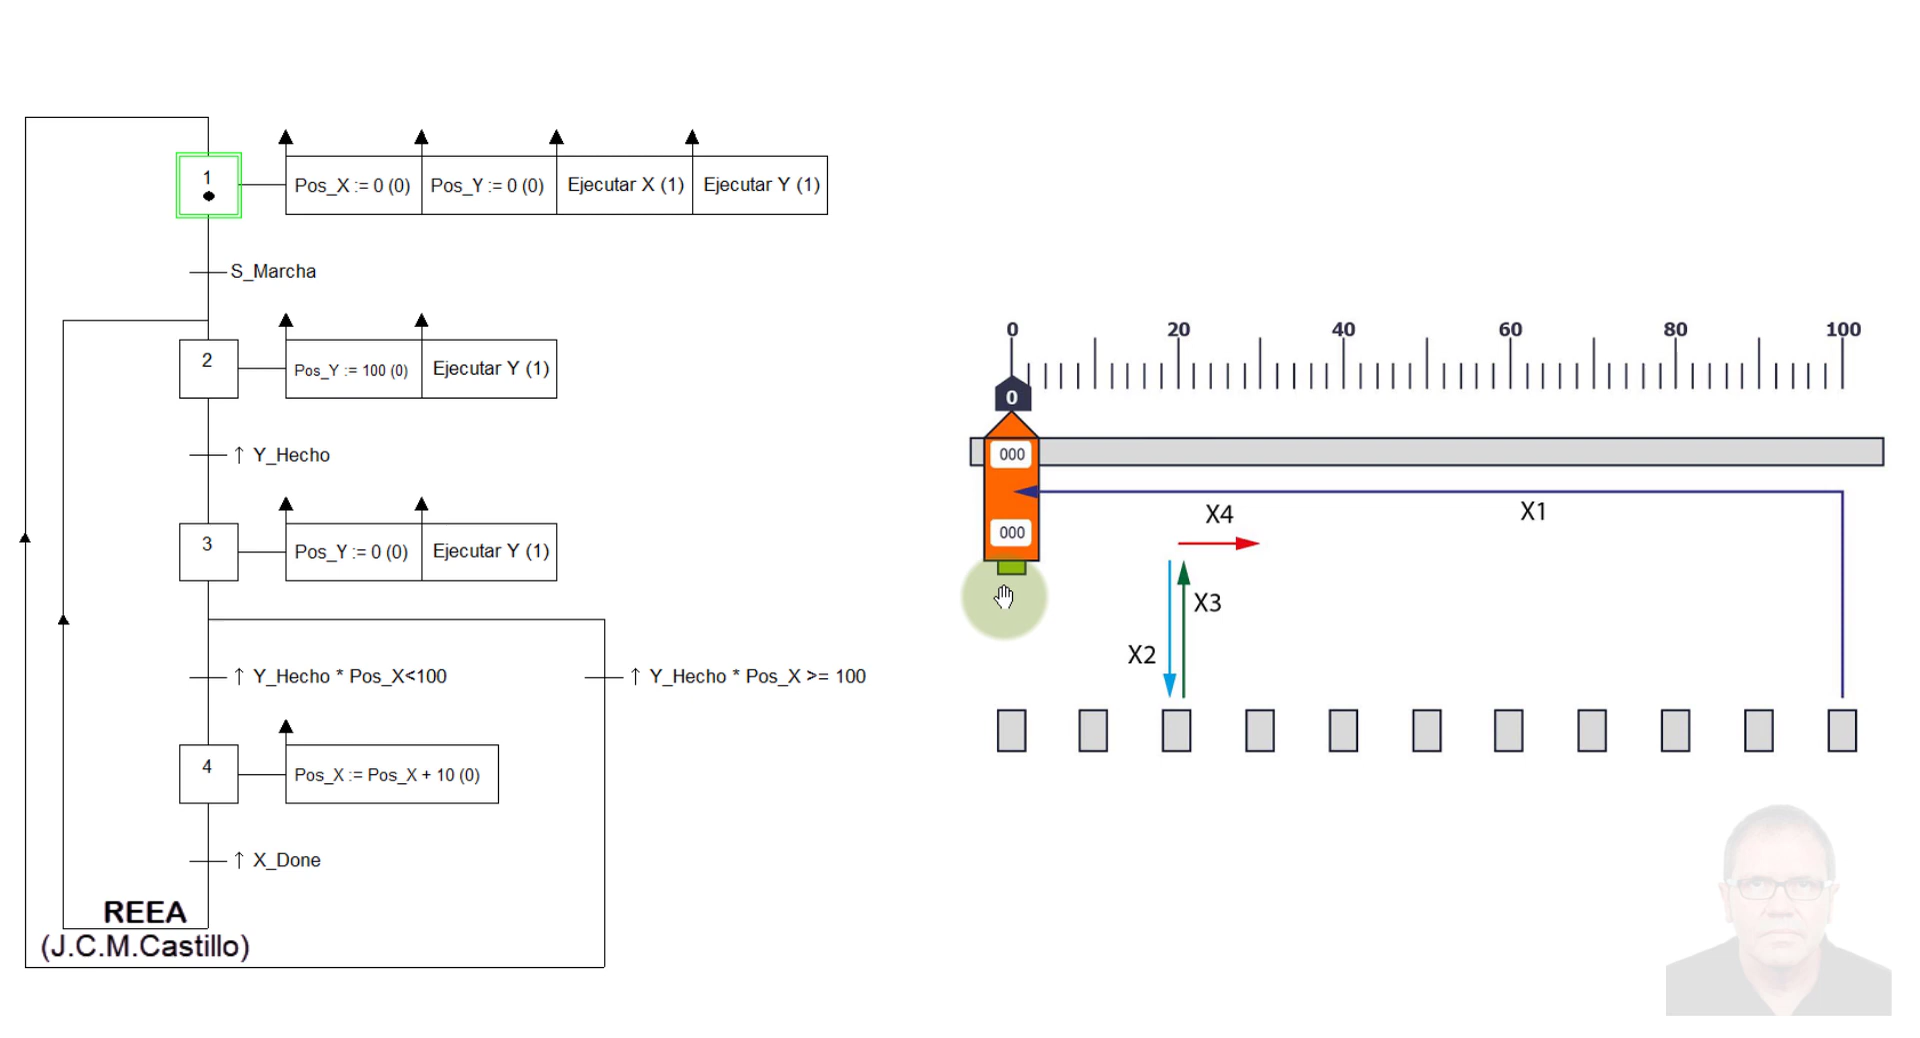 1
Pos_X := 0 (0)
Pos_Y := 0 (0)
Ejecutar X (1)
Ejecutar Y (1)
S_Marcha
2
Pos_Y := 100 (0)
Ejecutar Y (1)
↑ Y_Hecho
3
Pos_Y := 0 (0)
Ejecutar Y (1)
↑ Y_Hecho * Pos_X<100
↑ Y_Hecho * Pos_X >= 100
4
Pos_X := Pos_X + 10 (0)
↑ X_Done
REEA
(J.C.M.Castillo)
0 20 40 60 80 100
0
000
000
X4
X1
X3
X2